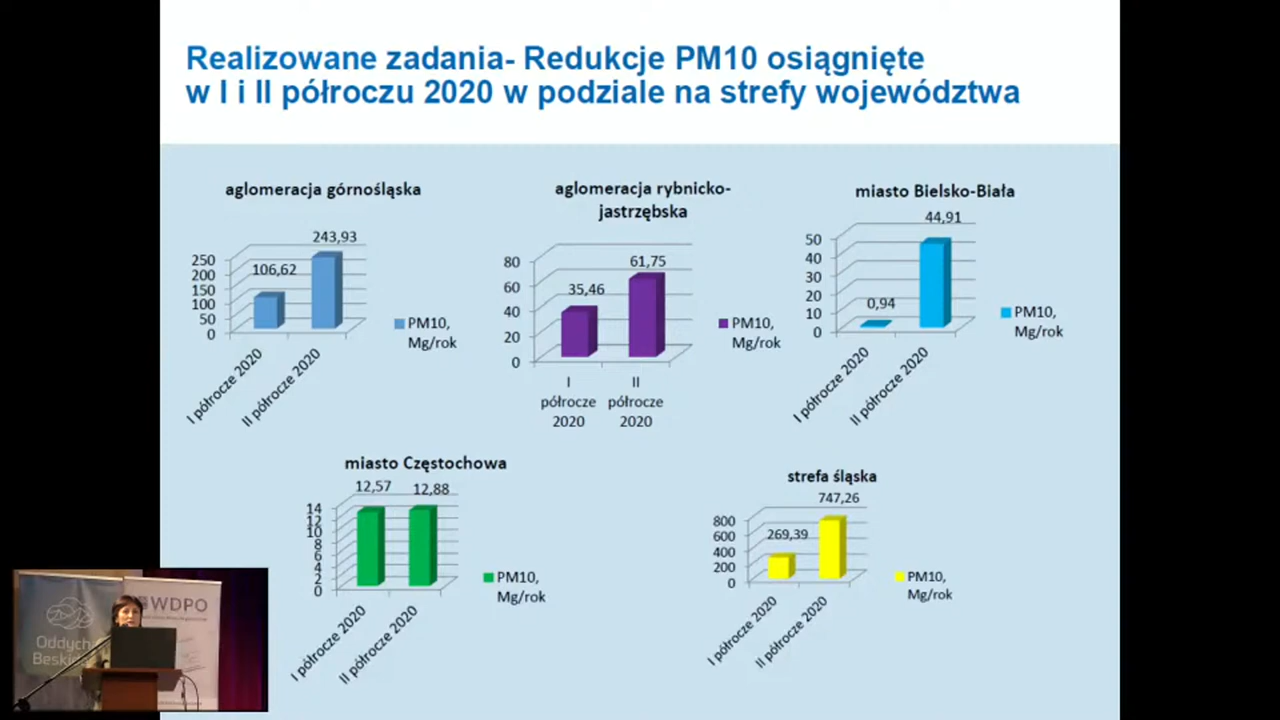 Realizowane zadania- Redukcje PM10 osiągnięte
w I i II półroczu 2020 w podziale na strefy województwa
aglomeracja górnośląska
243,93
106,62
250
200
150
100
50
0
I półrocze 2020
II półrocze 2020
PM10,
Mg/rok
aglomeracja rybnicko-
jastrzębska
61,75
35,46
80
60
40
20
0
I
półrocze
2020
II
półrocze
2020
PM10,
Mg/rok
miasto Bielsko-Biała
44,91
0,94
50
40
30
20
10
0
I półrocze 2020
II półrocze 2020
PM10,
Mg/rok
miasto Częstochowa
12,57
12,88
14
12
10
8
6
4
2
0
I półrocze 2020
II półrocze 2020
PM10,
Mg/rok
strefa śląska
747,26
269,39
800
600
400
200
0
I półrocze 2020
II półrocze 2020
PM10,
Mg/rok
Oddych
Beski
WDPO